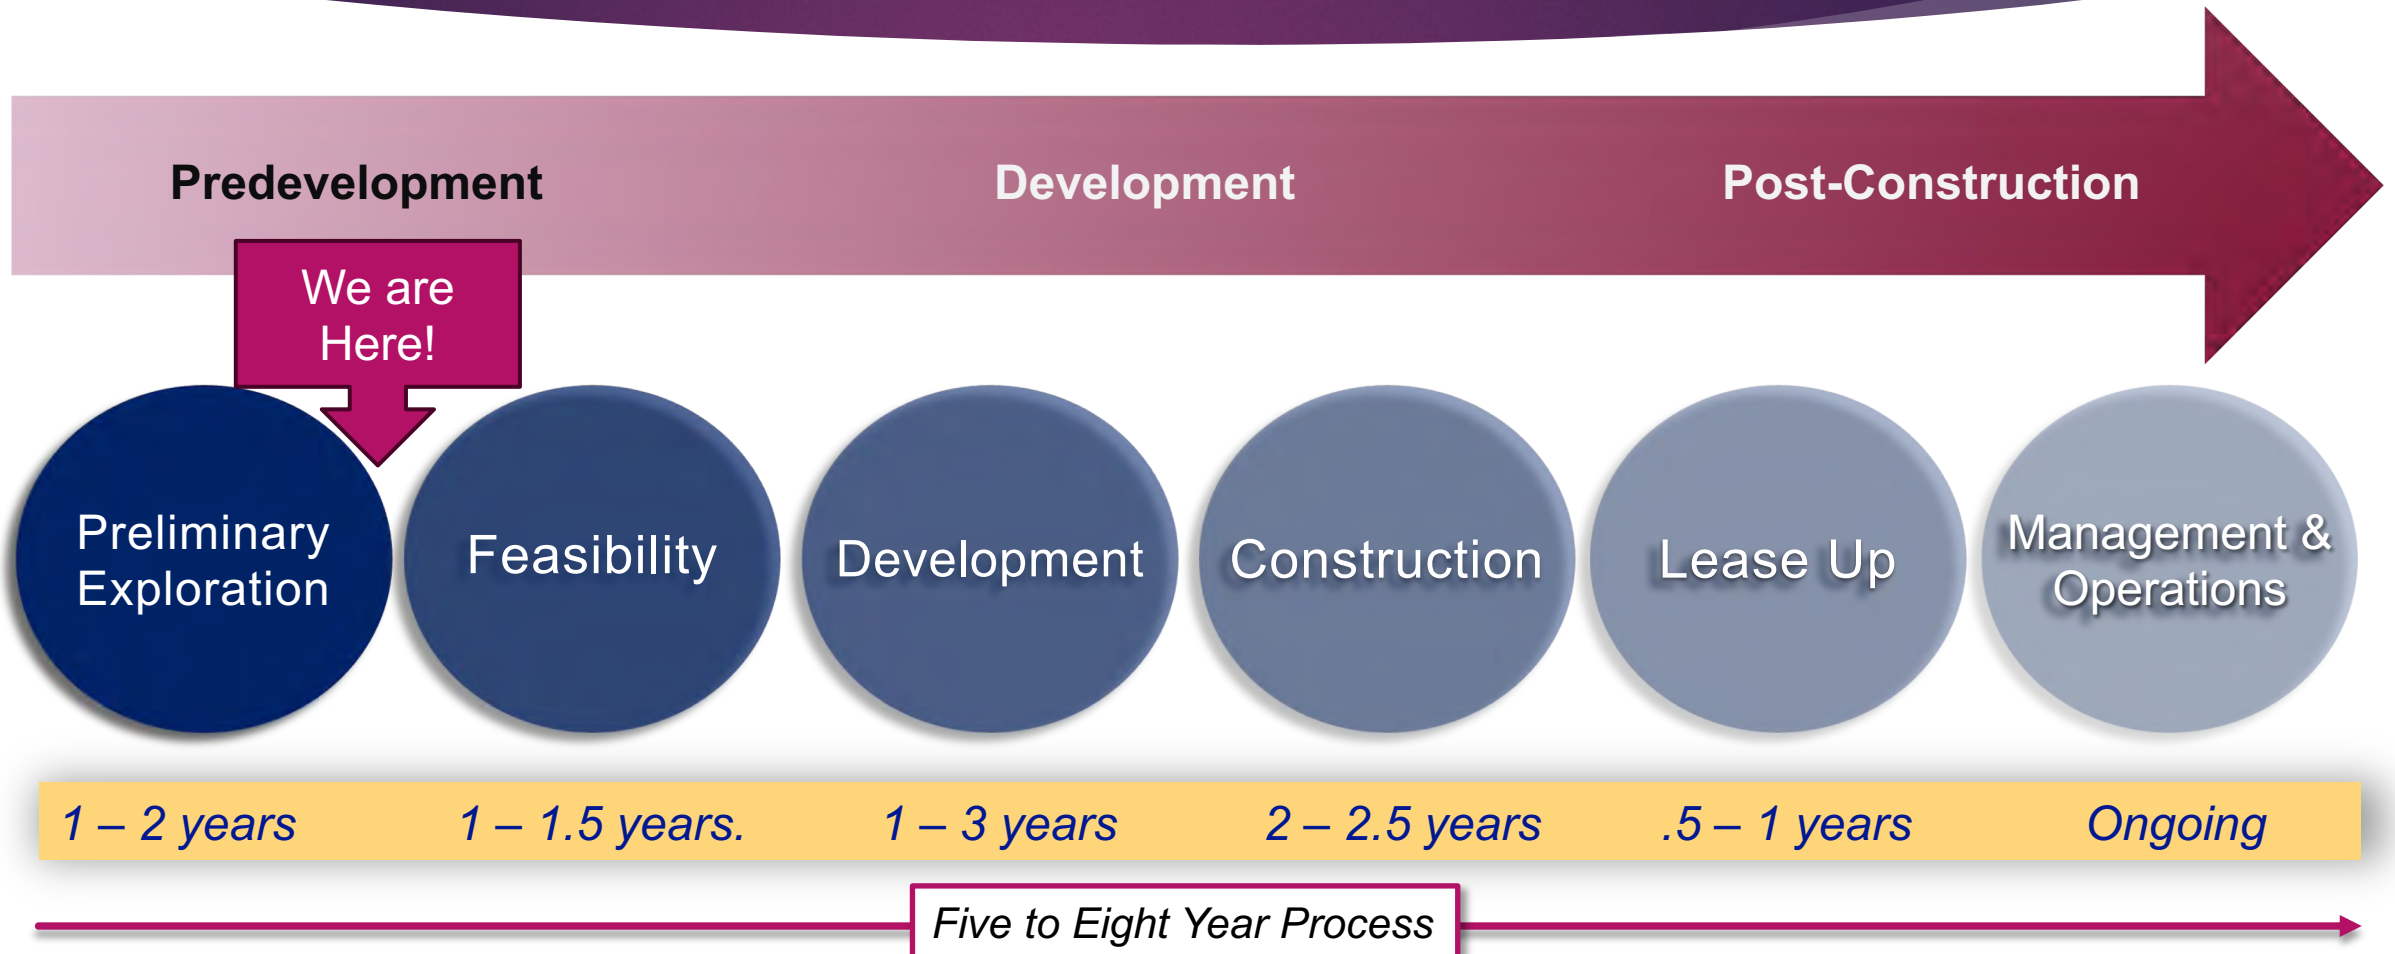 Predevelopment
Development
Post-Construction
We are
Here!
Preliminary
Exploration
Feasibility
Development
Construction
Lease Up
Management &
Operations
1 – 2 years
1 – 1.5 years.
1 – 3 years
2 – 2.5 years
.5 – 1 years
Ongoing
Five to Eight Year Process